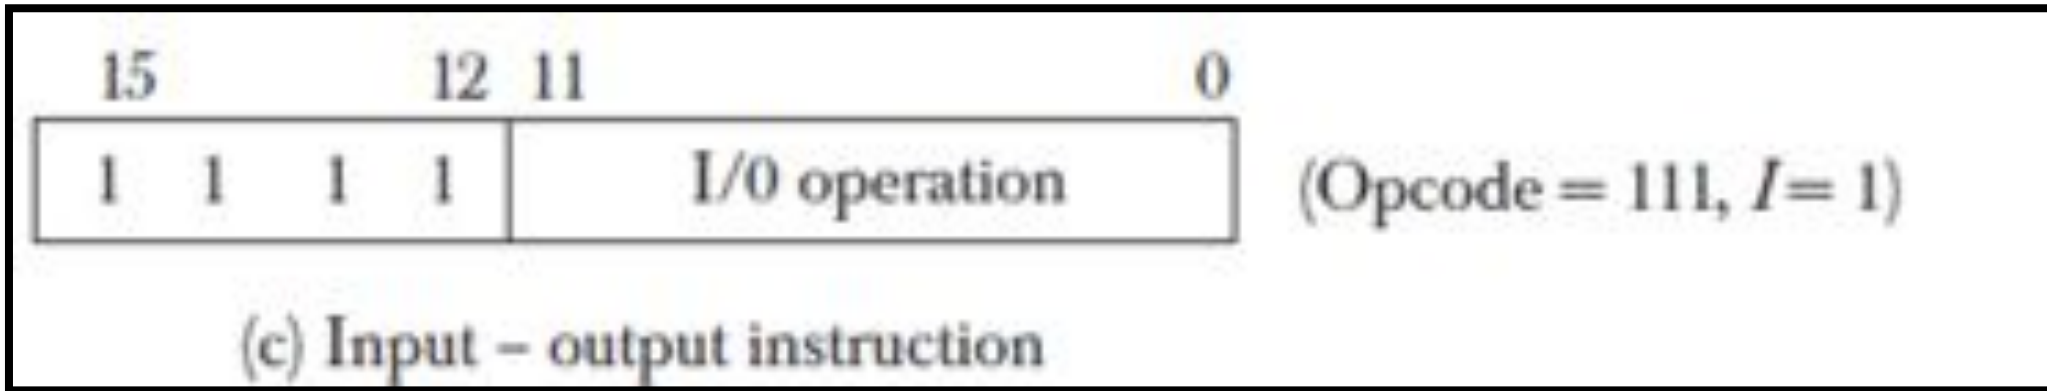 15 12 11 0
1 1 1 1 I/0 operation (Opcode = 111, I= 1)
(c) Input – output instruction